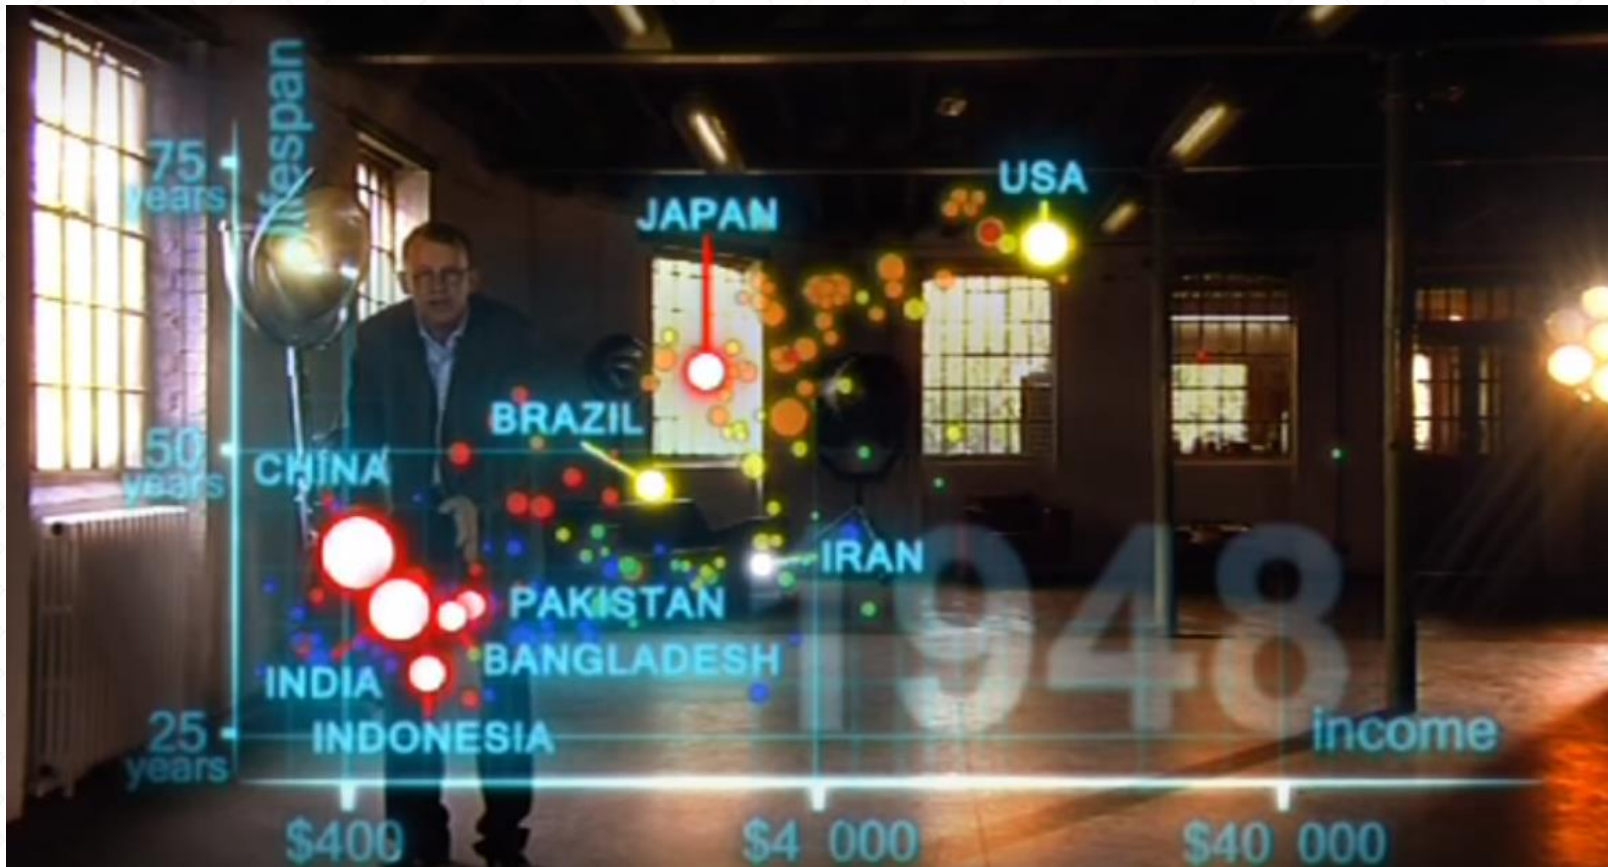 lifespan
75
years
USA
JAPAN
BRAZIL
50
years
CHINA
IRAN
PAKISTAN
BANGLADESH
INDIA
1948
25
years
INDONESIA
income
$400
$4 000
$40 000